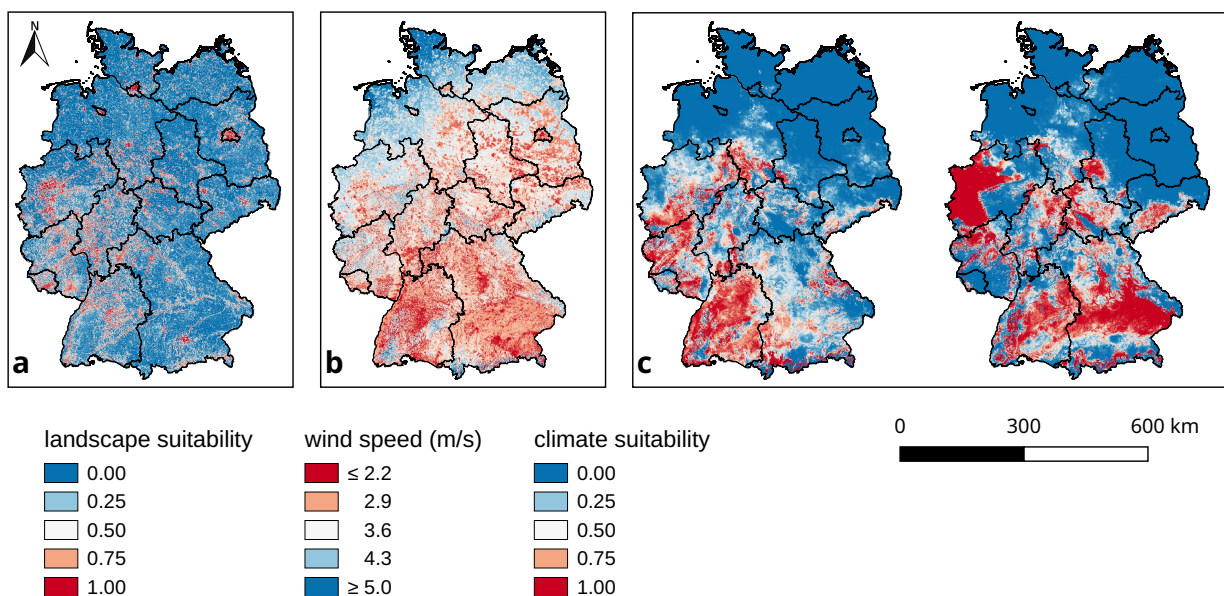 N
a
b
c
landscape suitability
0.00
0.25
0.50
0.75
1.00
wind speed (m/s)
≤ 2.2
2.9
3.6
4.3
≥ 5.0
climate suitability
0.00
0.25
0.50
0.75
1.00
0 300 600 km